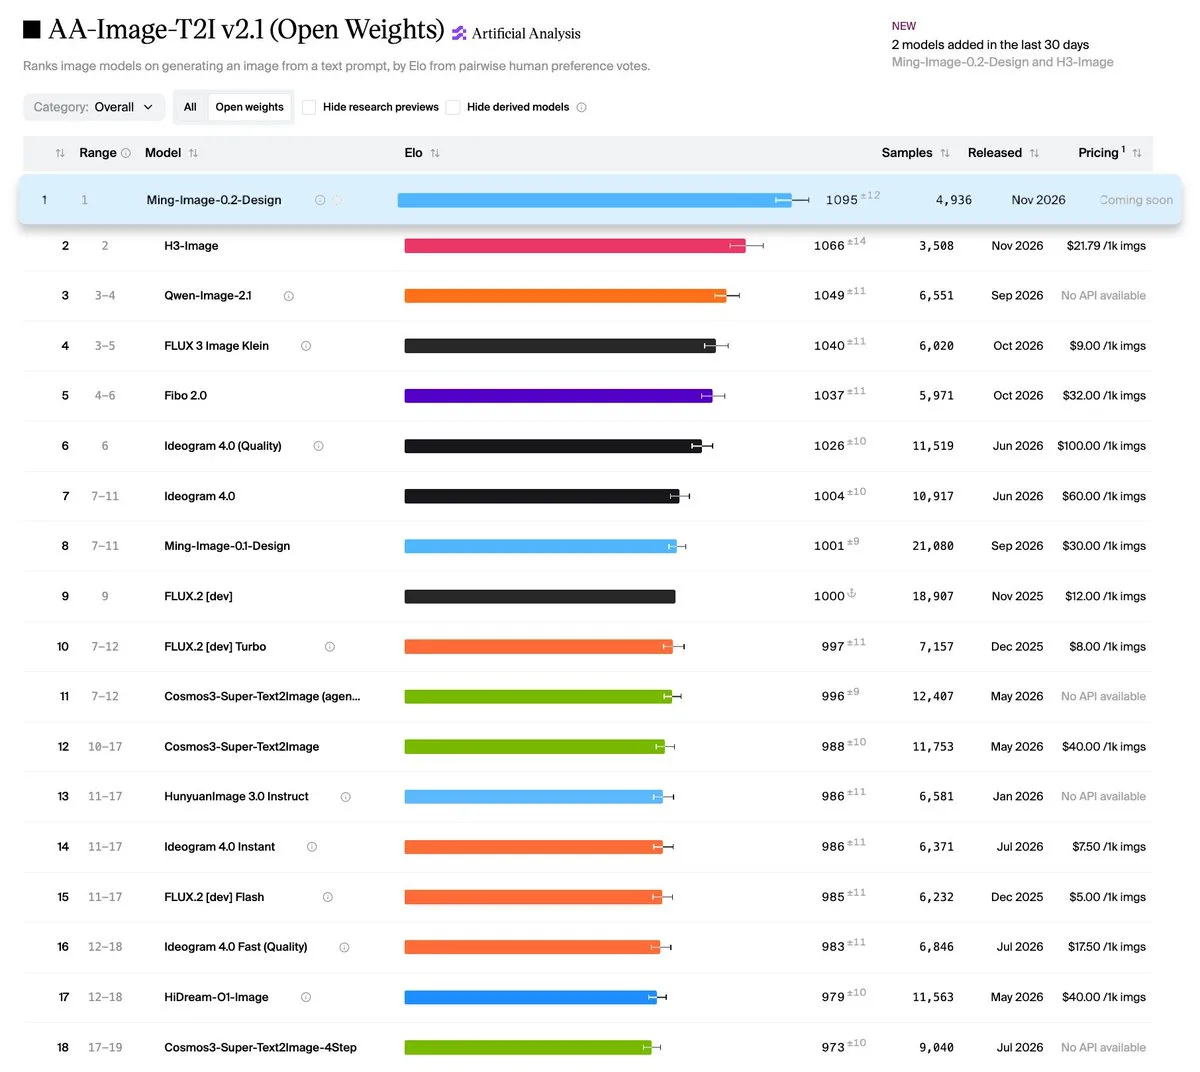 AA-Image-T2I v2.1 (Open Weights) Artificial Analysis
Ranks image models on generating an image from a text prompt, by Elo from pairwise human preference votes.
NEW
2 models added in the last 30 days
Ming-Image-0.2-Design and H3-Image
Category: Overall All Open weights Hide research previews Hide derived models
Range Model Elo Samples Released Pricing 1
1 1 Ming-Image-0.2-Design 1095 ±12 4,936 Nov 2026 Coming soon
2 2 H3-Image 1066 ±14 3,508 Nov 2026 $21.79 /1k imgs
3 3–4 Qwen-Image-2.1 1049 ±11 6,551 Sep 2026 No API available
4 3–5 FLUX 3 Image Klein 1040 ±11 6,020 Oct 2026 $9.00 /1k imgs
5 4–6 Fibo 2.0 1037 ±11 5,971 Oct 2026 $32.00 /1k imgs
6 6 Ideogram 4.0 (Quality) 1026 ±10 11,519 Jun 2026 $100.00 /1k imgs
7 7–11 Ideogram 4.0 1004 ±10 10,917 Jun 2026 $60.00 /1k imgs
8 7–11 Ming-Image-0.1-Design 1001 ±9 21,080 Sep 2026 $30.00 /1k imgs
9 9 FLUX.2 [dev] 1000 18,907 Nov 2025 $12.00 /1k imgs
10 7–12 FLUX.2 [dev] Turbo 997 ±11 7,157 Dec 2025 $8.00 /1k imgs
11 7–12 Cosmos3-Super-Text2Image (agen... 996 ±9 12,407 May 2026 No API available
12 10–17 Cosmos3-Super-Text2Image 988 ±10 11,753 May 2026 $40.00 /1k imgs
13 11–17 HunyuanImage 3.0 Instruct 986 ±11 6,581 Jan 2026 No API available
14 11–17 Ideogram 4.0 Instant 986 ±11 6,371 Jul 2026 $7.50 /1k imgs
15 11–17 FLUX.2 [dev] Flash 985 ±11 6,232 Dec 2025 $5.00 /1k imgs
16 12–18 Ideogram 4.0 Fast (Quality) 983 ±11 6,846 Jul 2026 $17.50 /1k imgs
17 12–18 HiDream-O1-Image 979 ±10 11,563 May 2026 $40.00 /1k imgs
18 17–19 Cosmos3-Super-Text2Image-4Step 973 ±10 9,040 Jul 2026 No API available